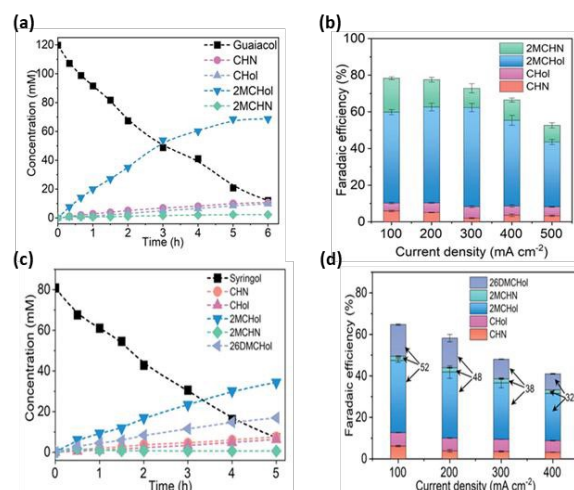 (a)
Concentration (mM)
120
100
80
60
40
20
0
Guaiacol
CHN
CHol
2MCHol
2MCHN
0 1 2 3 4 5 6
Time (h)
(b)
Faradaic efficiency (%)
80
60
40
20
0
2MCHN
2MCHol
CHol
CHN
100 200 300 400 500
Current density (mA cm⁻²)
(c)
Concentration (mM)
80
60
40
20
0
Syringol
CHN
CHol
2MCHol
2MCHN
26DMCHol
0 1 2 3 4 5
Time (h)
(d)
Faradaic efficiency (%)
80
60
40
20
0
26DMCHol
2MCHN
2MCHol
CHol
CHN
52
48
38
32
100 200 300 400
Current density (mA cm⁻²)